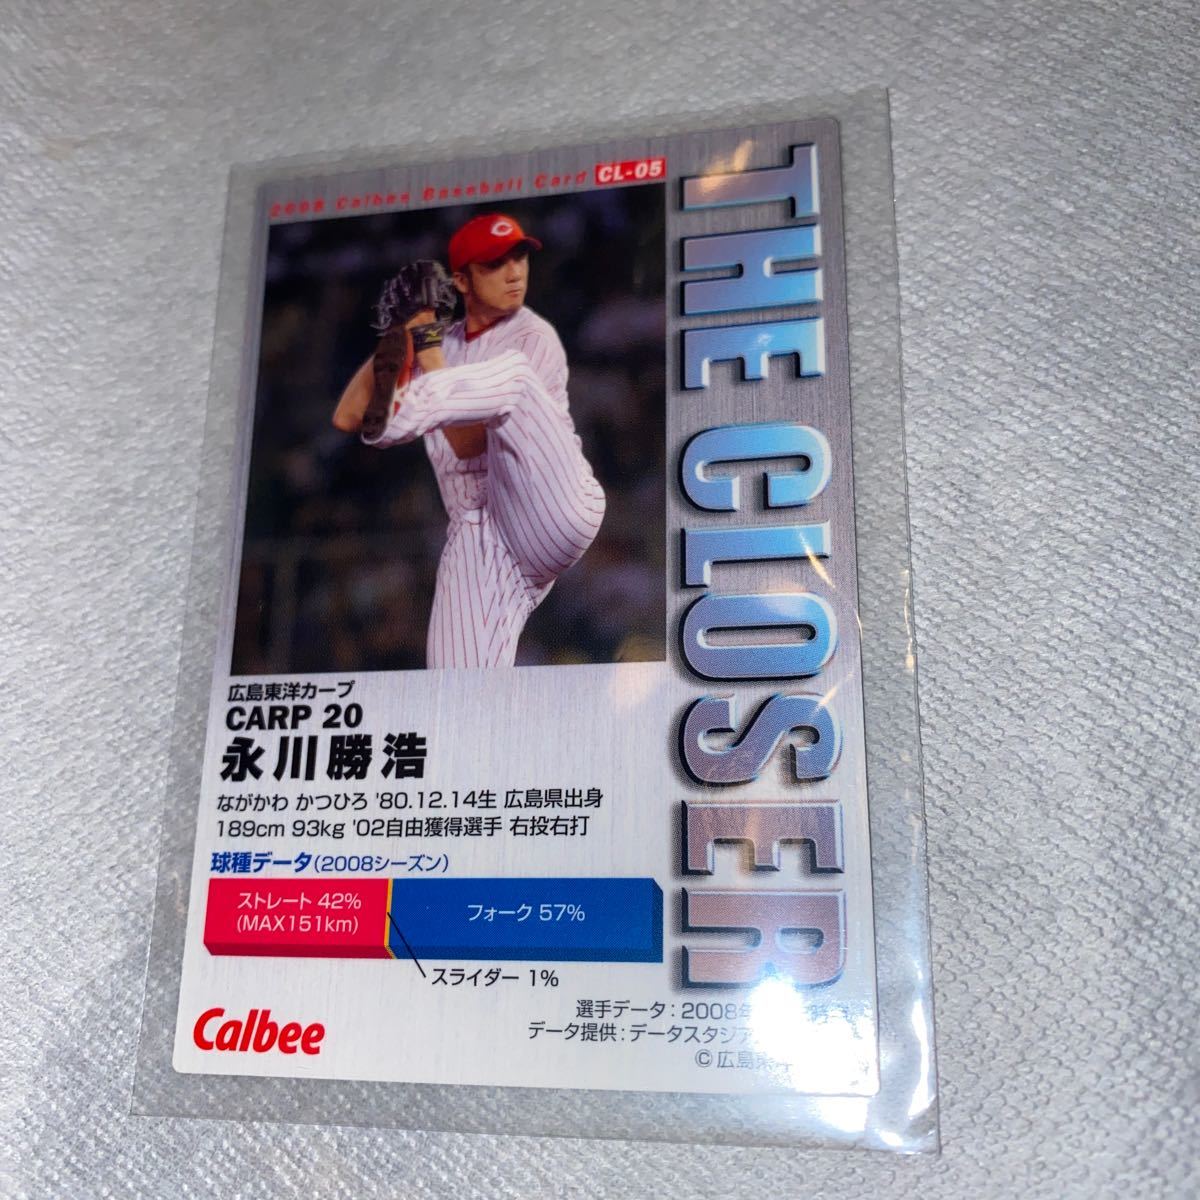 2008 Calbee Baseball Card CL-05
THE CLOSER
C
広島東洋カープ
CARP 20
永川勝浩
ながかわ かつひろ '80.12.14生 広島県出身
189cm 93kg '02自由獲得選手 右投右打
球種データ(2008シーズン)
ストレート 42%
(MAX151km)
フォーク 57%
スライダー 1%
Calbee
選手データ:2008年
データ提供:データスタジア
©広島東